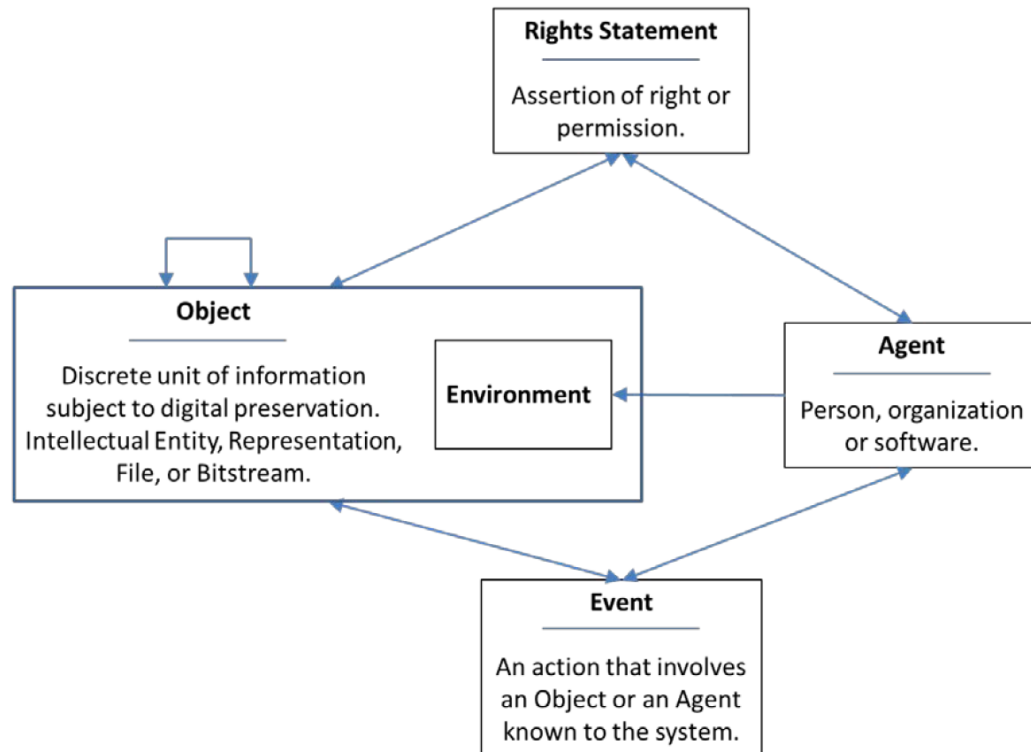 Rights Statement
Assertion of right or
permission.
Object
Discrete unit of information
subject to digital preservation.
Intellectual Entity, Representation,
File, or Bitstream.
Environment
Agent
Person, organization
or software.
Event
An action that involves
an Object or an Agent
known to the system.